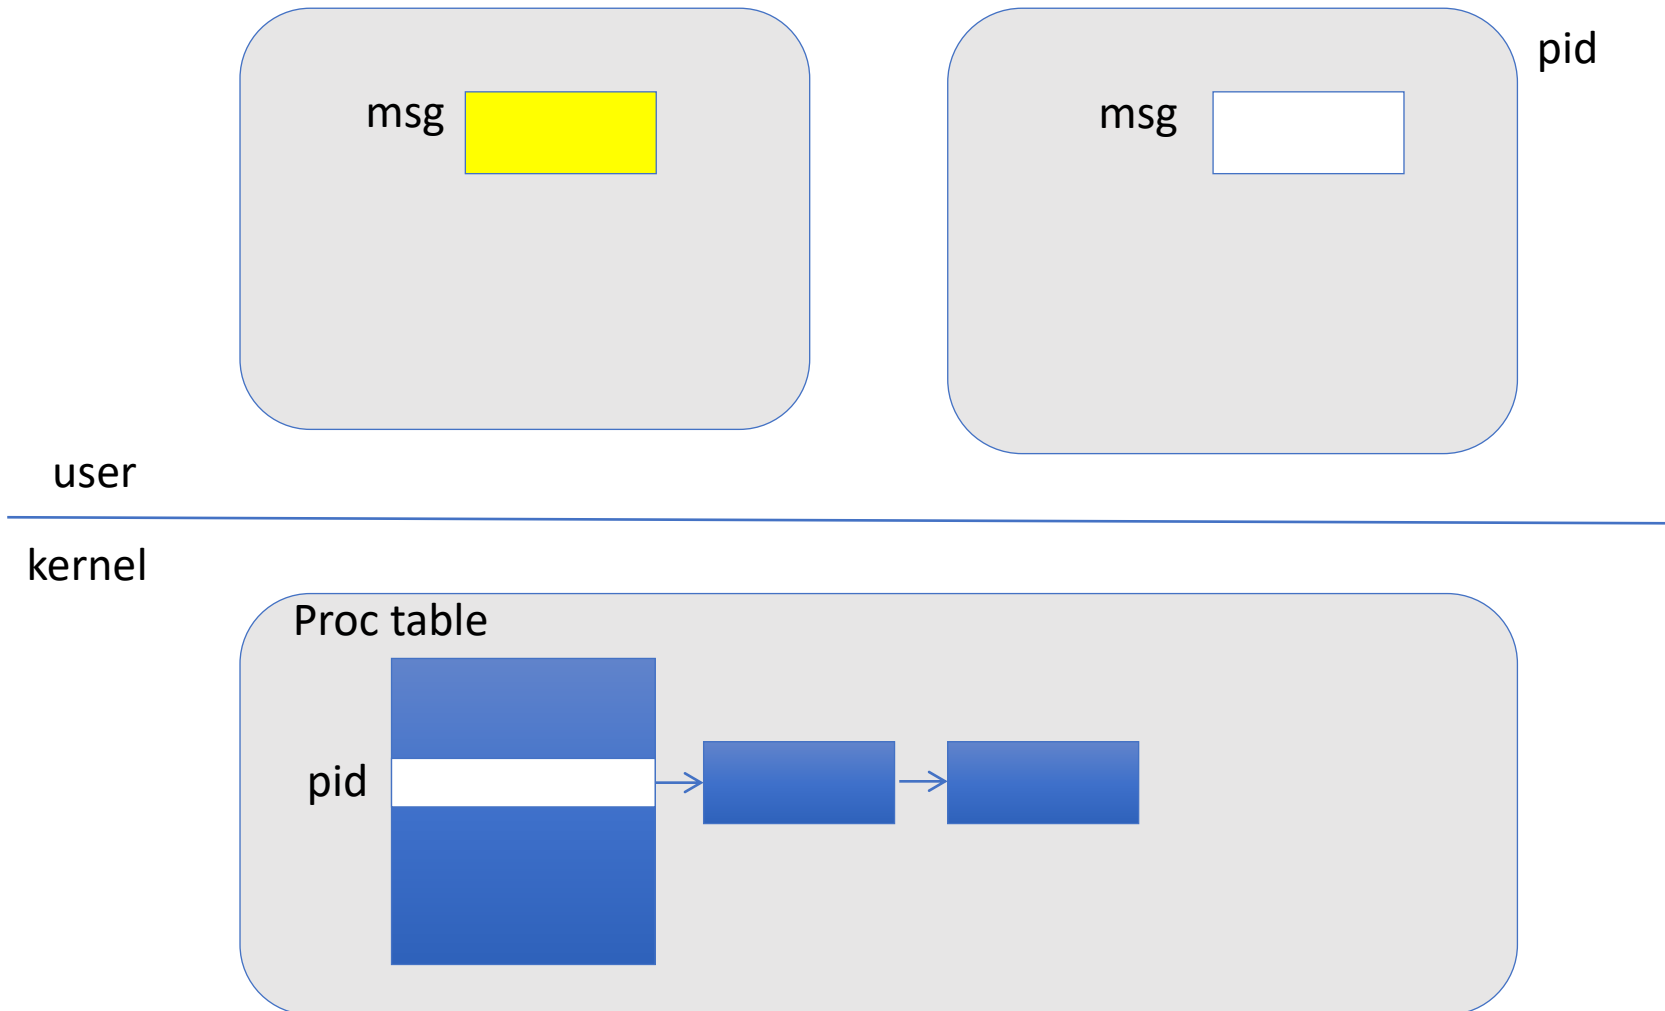 pid
msg
msg
user
kernel
Proc table
pid